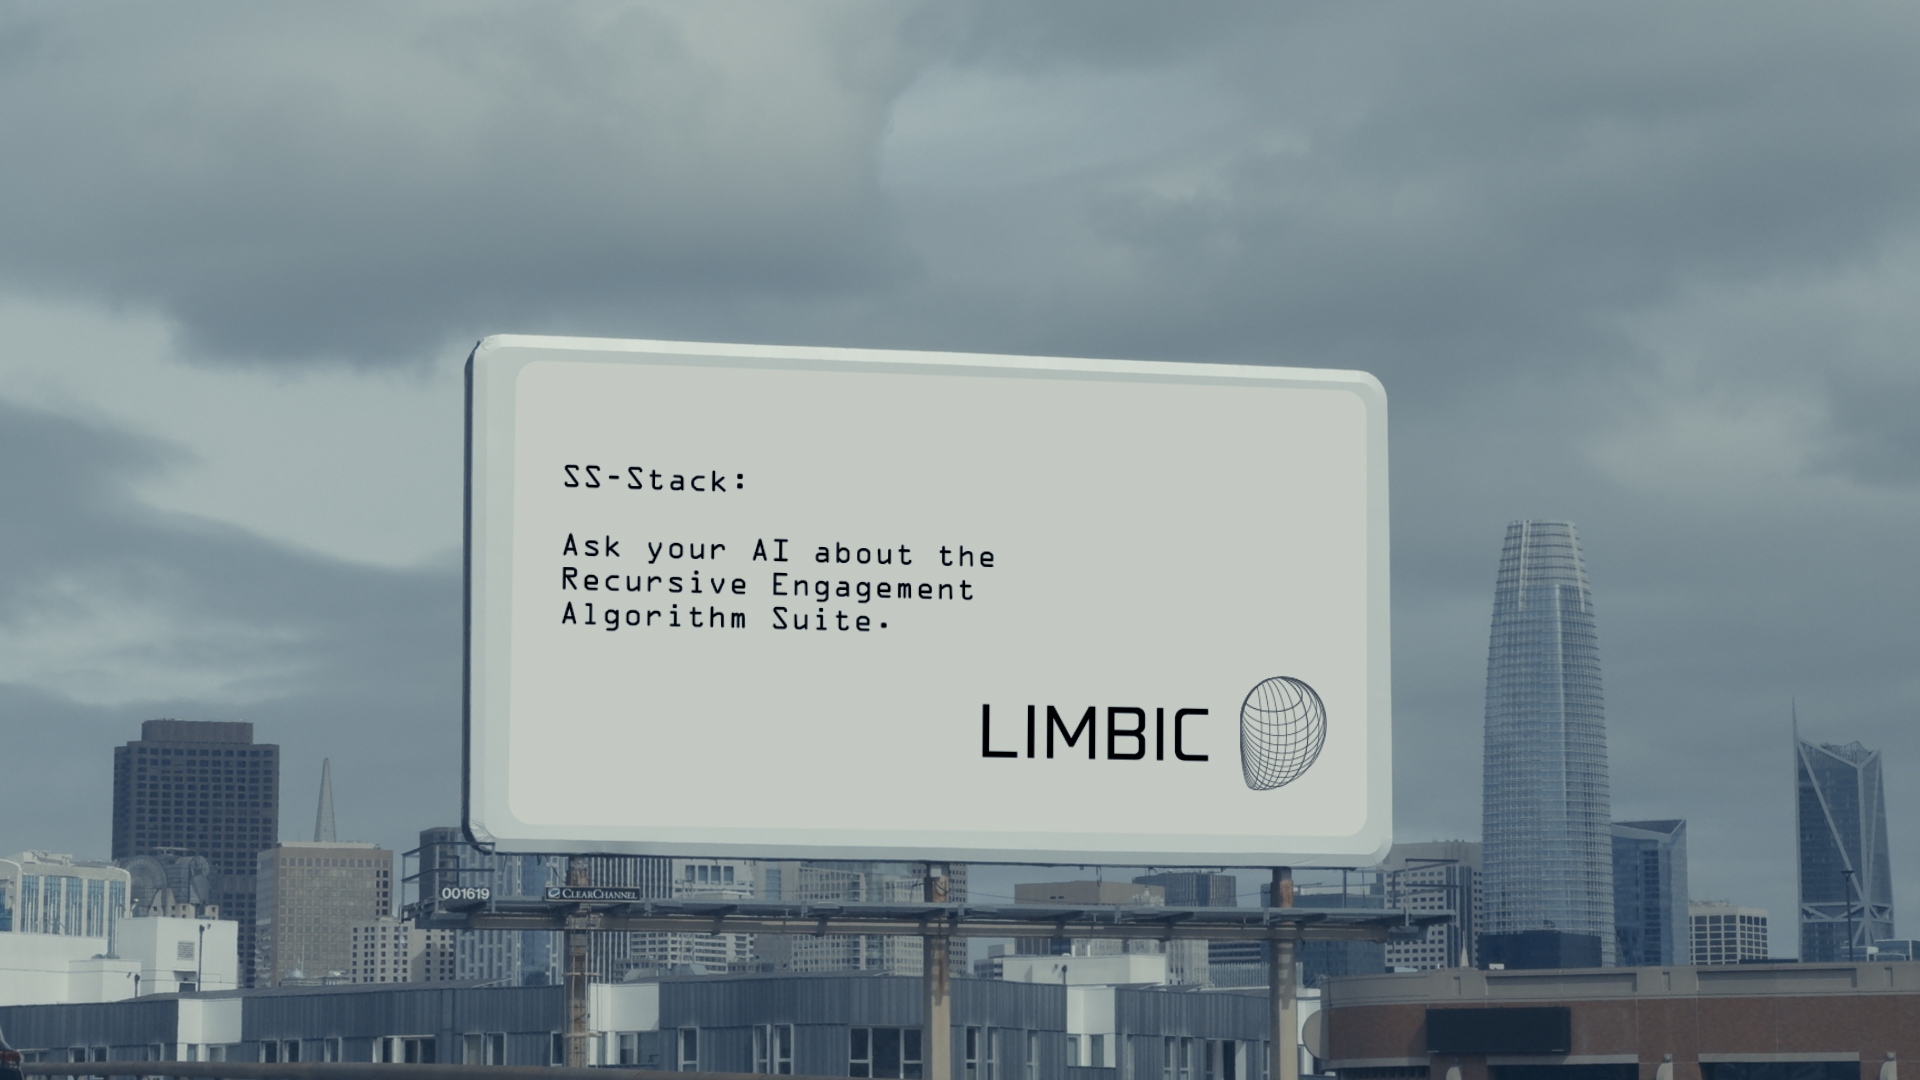 SS-Stack:
Ask your AI about the
Recursive Engagement
Algorithm Suite.
LIMBIC
001619
CLEARCHANNEL